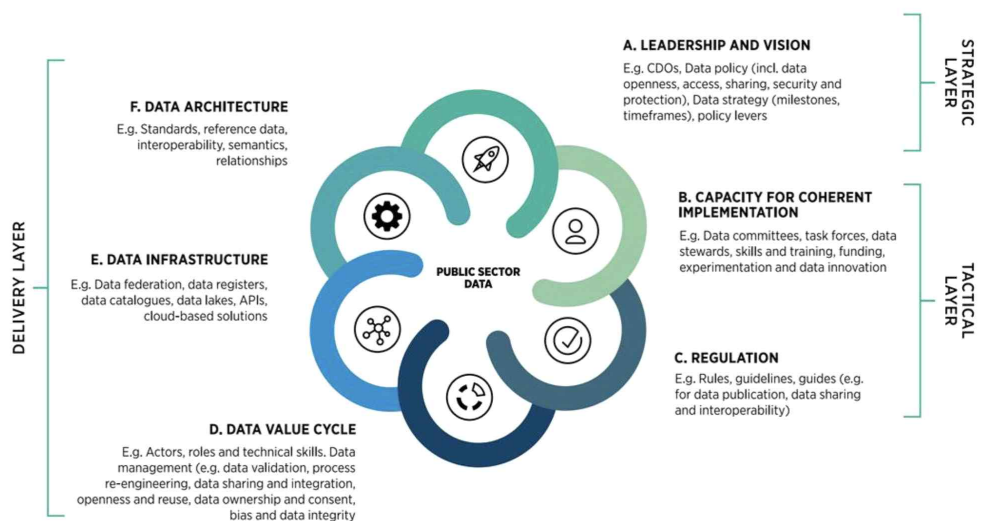 A. LEADERSHIP AND VISION
E.g. CDOs, Data policy (incl. data
openness, access, sharing, security and
protection), Data strategy (milestones,
timeframes), policy levers
STRATEGIC
LAYER
B. CAPACITY FOR COHERENT
IMPLEMENTATION
E.g. Data committees, task forces, data
stewards, skills and training, funding,
experimentation and data innovation
C. REGULATION
E.g. Rules, guidelines, guides (e.g.
for data publication, data sharing
and interoperability)
TACTICAL
LAYER
PUBLIC SECTOR
DATA
D. DATA VALUE CYCLE
E.g. Actors, roles and technical skills. Data
management (e.g. data validation, process
re-engineering, data sharing and integration,
openness and reuse, data ownership and consent,
bias and data integrity
E. DATA INFRASTRUCTURE
E.g. Data federation, data registers,
data catalogues, data lakes, APIs,
cloud-based solutions
F. DATA ARCHITECTURE
E.g. Standards, reference data,
interoperability, semantics,
relationships
DELIVERY LAYER